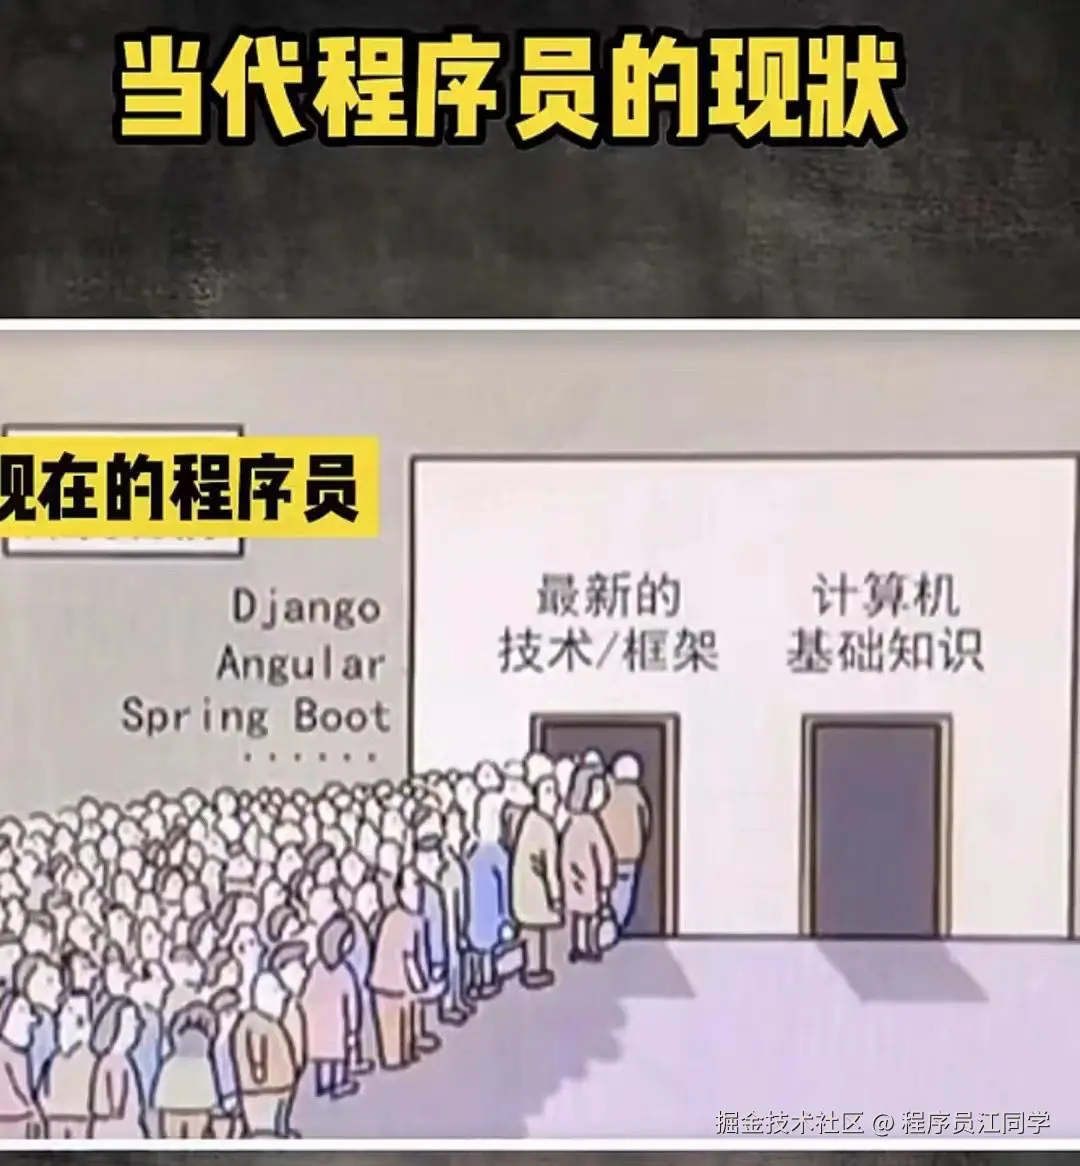 当代程序员的现狀
现在的程序员
Django
Angular
Spring Boot
······
最新的
技术/框架
计算机
基础知识
掘金技术社区 @ 程序员江同学